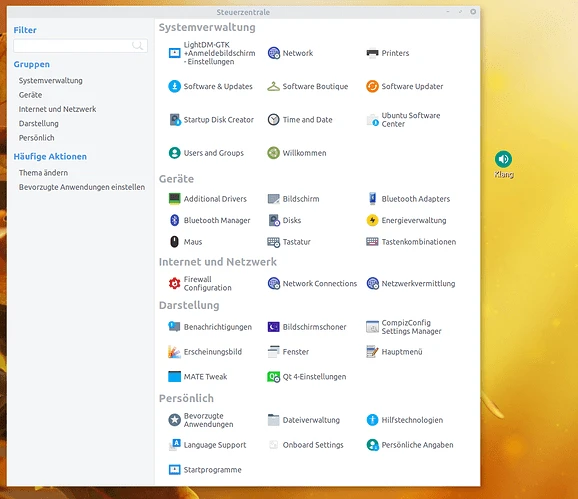 Steuerzentrale
Filter
Gruppen
Systemverwaltung
Geräte
Internet und Netzwerk
Darstellung
Persönlich
Häufige Aktionen
Thema ändern
Bevorzugte Anwendungen einstellen
Systemverwaltung
LightDM-GTK
+Anmeldebildschirm
- Einstellungen
Network
Printers
Software & Updates
Software Boutique
Software Updater
Startup Disk Creator
Time and Date
Ubuntu Software
Center
Users and Groups
Willkommen
Geräte
Additional Drivers
Bildschirm
Bluetooth Adapters
Bluetooth Manager
Disks
Energieverwaltung
Maus
Tastatur
Tastenkombinationen
Internet und Netzwerk
Firewall
Configuration
Network Connections
Netzwerkvermittlung
Darstellung
Benachrichtigungen
Bildschirmschoner
CompizConfig
Settings Manager
Erscheinungsbild
Fenster
Hauptmenü
MATE Tweak
Qt 4-Einstellungen
Persönlich
Bevorzugte
Anwendungen
Dateiverwaltung
Hilfstechnologien
Language Support
Onboard Settings
Persönliche Angaben
Startprogramme
Klang